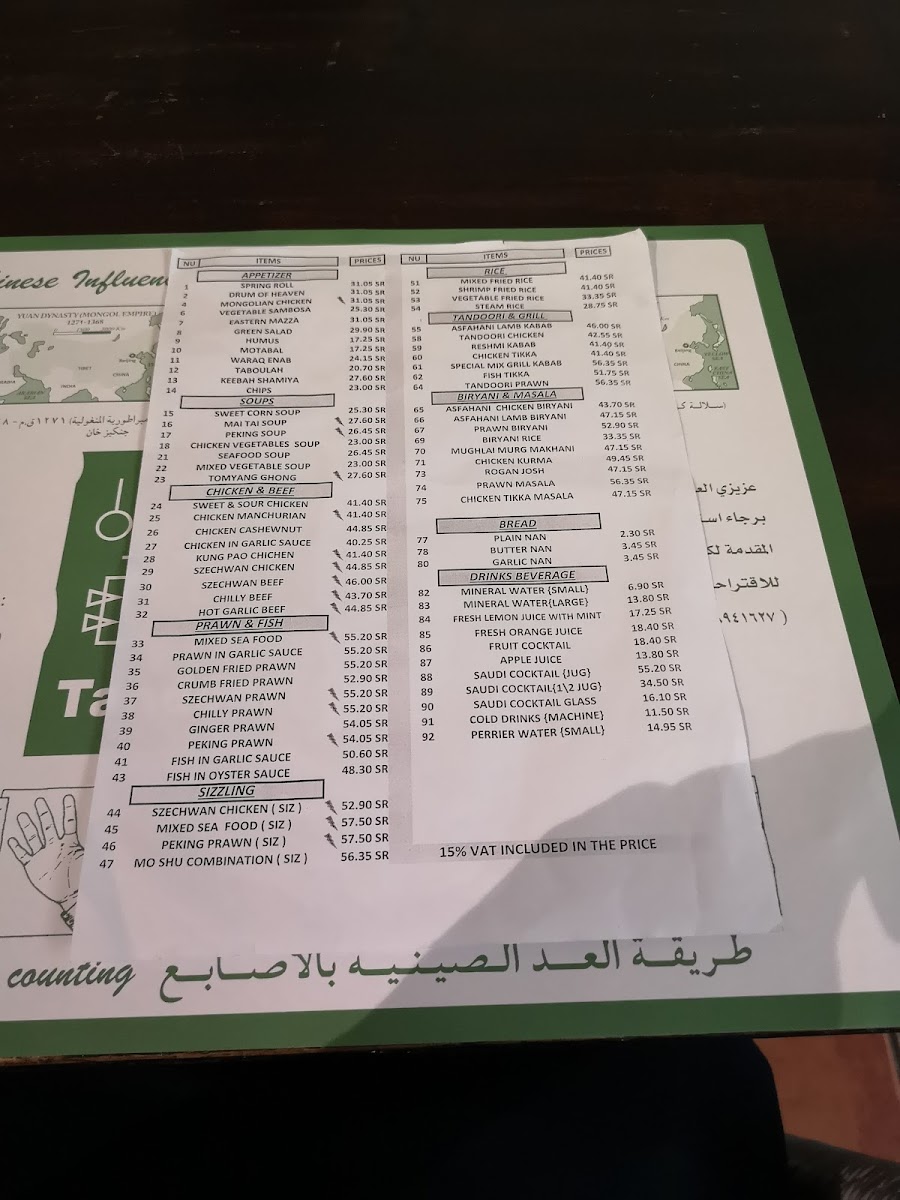 inese Influen
YUAN DYNASTY (MONGOL EMPIRE)
1271-1368
TIBET
CHINA
INDIA
Beijing
جنكيز خان
NU ITEMS PRICES
APPETIZER
1 SPRING ROLL 31.05 SR
2 DRUM OF HEAVEN 31.05 SR
4 MONGOLIAN CHICKEN 31.05 SR
6 VEGETABLE SAMBOSA 25.30 SR
7 EASTERN MAZZA 31.05 SR
8 GREEN SALAD 29.90 SR
9 HUMUS 17.25 SR
10 MOTABAL 17.25 SR
11 WARAQ ENAB 24.15 SR
12 TABOULAH 20.70 SR
13 KEEBAH SHAMIYA 27.60 SR
14 CHIPS 23.00 SR
SOUPS
15 SWEET CORN SOUP 25.30 SR
16 MAI TAI SOUP 27.60 SR
17 PEKING SOUP 26.45 SR
18 CHICKEN VEGETABLES SOUP 23.00 SR
21 SEAFOOD SOUP 26.45 SR
22 MIXED VEGETABLE SOUP 23.00 SR
23 TOMYANG GHONG 27.60 SR
CHICKEN & BEEF
24 SWEET & SOUR CHICKEN 41.40 SR
25 CHICKEN MANCHURIAN 41.40 SR
26 CHICKEN CASHEWNUT 44.85 SR
27 CHICKEN IN GARLIC SAUCE 40.25 SR
28 KUNG PAO CHICHEN 41.40 SR
29 SZECHWAN CHICKEN 44.85 SR
30 SZECHWAN BEEF 46.00 SR
31 CHILLY BEEF 43.70 SR
32 HOT GARLIC BEEF 44.85 SR
PRAWN & FISH
33 MIXED SEA FOOD 55.20 SR
34 PRAWN IN GARLIC SAUCE 55.20 SR
35 GOLDEN FRIED PRAWN 55.20 SR
36 CRUMB FRIED PRAWN 52.90 SR
37 SZECHWAN PRAWN 55.20 SR
38 CHILLY PRAWN 55.20 SR
39 GINGER PRAWN 54.05 SR
40 PEKING PRAWN 54.05 SR
41 FISH IN GARLIC SAUCE 50.60 SR
43 FISH IN OYSTER SAUCE 48.30 SR
SIZZLING
44 SZECHWAN CHICKEN ( SIZ ) 52.90 SR
45 MIXED SEA FOOD ( SIZ ) 57.50 SR
46 PEKING PRAWN ( SIZ ) 57.50 SR
47 MO SHU COMBINATION ( SIZ ) 56.35 SR
NU ITEMS PRICES
RICE
51 MIXED FRIED RICE 41.40 SR
52 SHRIMP FRIED RICE 41.40 SR
53 VEGETABLE FRIED RICE 33.35 SR
54 STEAM RICE 28.75 SR
TANDOORI & GRILL
55 ASFAHANI LAMB KABAB 46.00 SR
58 TANDOORI CHICKEN 42.55 SR
59 RESHMI KABAB 41.40 SR
60 CHICKEN TIKKA 41.40 SR
61 SPECIAL MIX GRILL KABAB 56.35 SR
62 FISH TIKKA 51.75 SR
64 TANDOORI PRAWN 56.35 SR
BIRYANI & MASALA
65 ASFAHANI CHICKEN BIRYANI 43.70 SR
66 ASFAHANI LAMB BIRYANI 47.15 SR
67 PRAWN BIRYANI 52.90 SR
69 BIRYANI RICE 33.35 SR
70 MUGHLAI MURG MAKHANI 47.15 SR
71 CHICKEN KURMA 49.45 SR
73 ROGAN JOSH 47.15 SR
74 PRAWN MASALA 56.35 SR
75 CHICKEN TIKKA MASALA 47.15 SR
BREAD
77 PLAIN NAN 2.30 SR
78 BUTTER NAN 3.45 SR
80 GARLIC NAN 3.45 SR
DRINKS BEVERAGE
82 MINERAL WATER {SMALL} 6.90 SR
83 MINERAL WATER{LARGE} 13.80 SR
84 FRESH LEMON JUICE WITH MINT 17.25 SR
85 FRESH ORANGE JUICE 18.40 SR
86 FRUIT COCKTAIL 18.40 SR
87 APPLE JUICE 13.80 SR
88 SAUDI COCKTAIL {JUG} 55.20 SR
89 SAUDI COCKTAIL{1\2 JUG} 34.50 SR
90 SAUDI COCKTAIL GLASS 16.10 SR
91 COLD DRINKS {MACHINE} 11.50 SR
92 PERRIER WATER {SMALL} 14.95 SR
15% VAT INCLUDED IN THE PRICE
عزيزي
برجاء
المقدمة
٩٤١٦٢٧ )
Ta
counting طريقة العد الصينيه بالاصابع